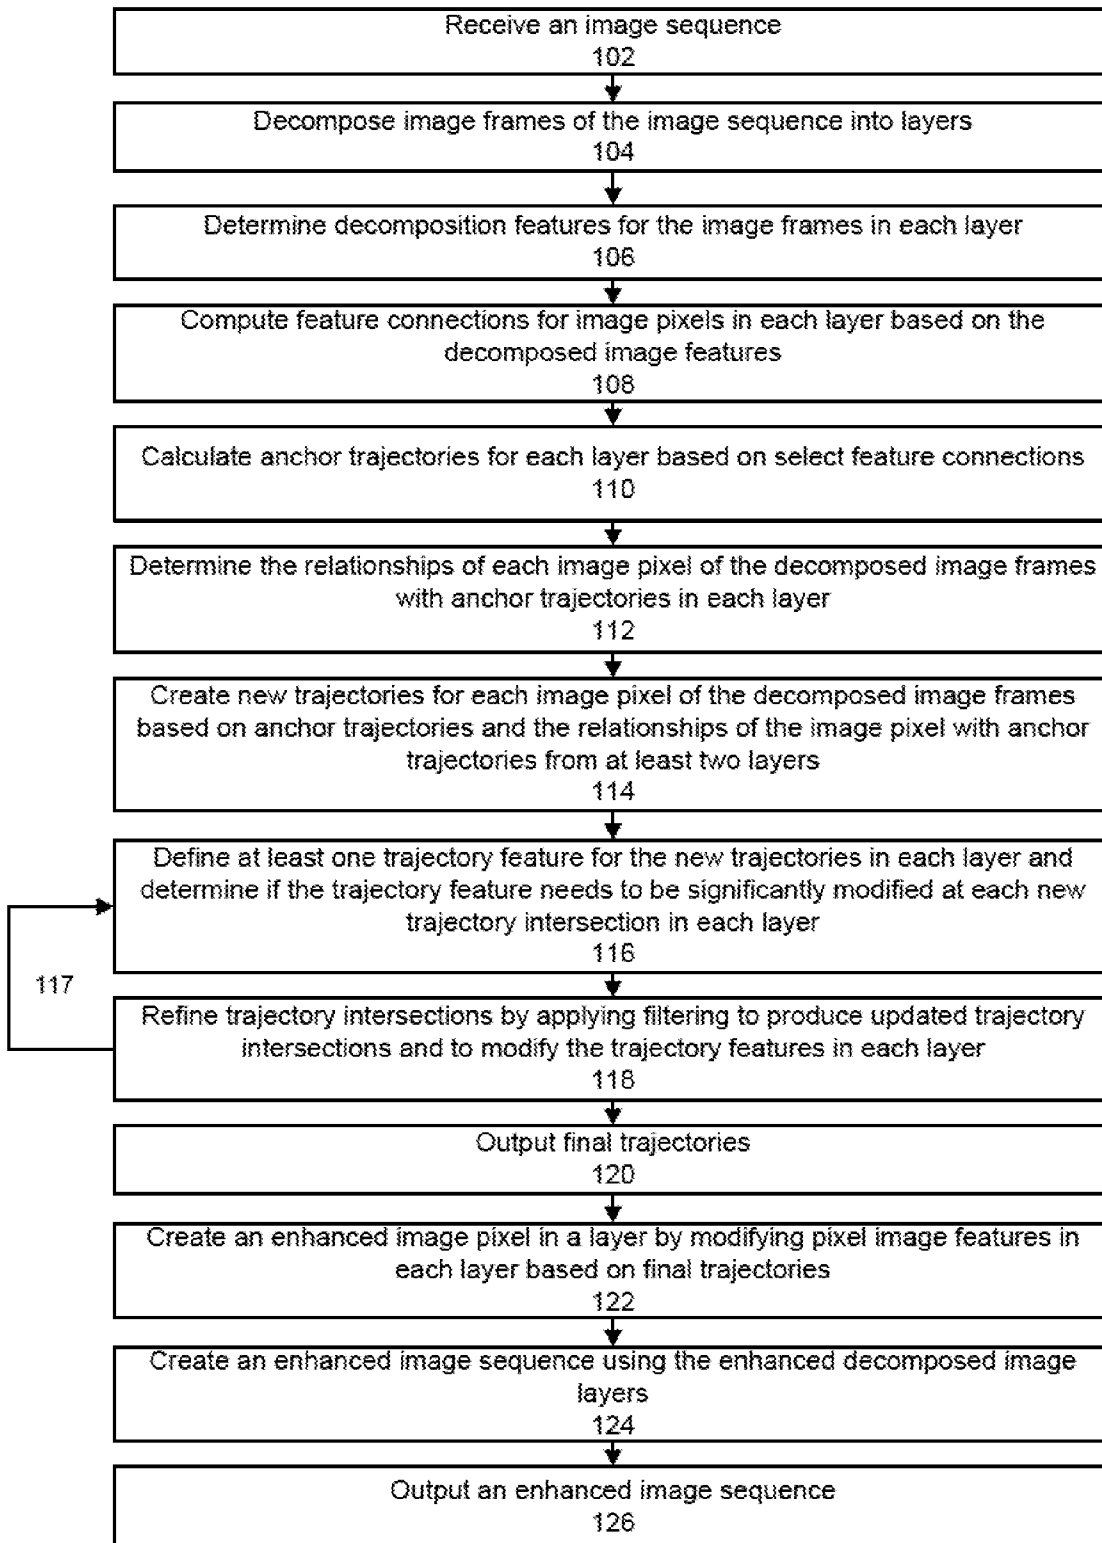 Receive an image sequence
102
Decompose image frames of the image sequence into layers
104
Determine decomposition features for the image frames in each layer
106
Compute feature connections for image pixels in each layer based on the
decomposed image features
108
Calculate anchor trajectories for each layer based on select feature connections
110
Determine the relationships of each image pixel of the decomposed image frames
with anchor trajectories in each layer
112
Create new trajectories for each image pixel of the decomposed image frames
based on anchor trajectories and the relationships of the image pixel with anchor
trajectories from at least two layers
114
Define at least one trajectory feature for the new trajectories in each layer and
determine if the trajectory feature needs to be significantly modified at each new
trajectory intersection in each layer
116
117
Refine trajectory intersections by applying filtering to produce updated trajectory
intersections and to modify the trajectory features in each layer
118
Output final trajectories
120
Create an enhanced image pixel in a layer by modifying pixel image features in
each layer based on final trajectories
122
Create an enhanced image sequence using the enhanced decomposed image
layers
124
Output an enhanced image sequence
126